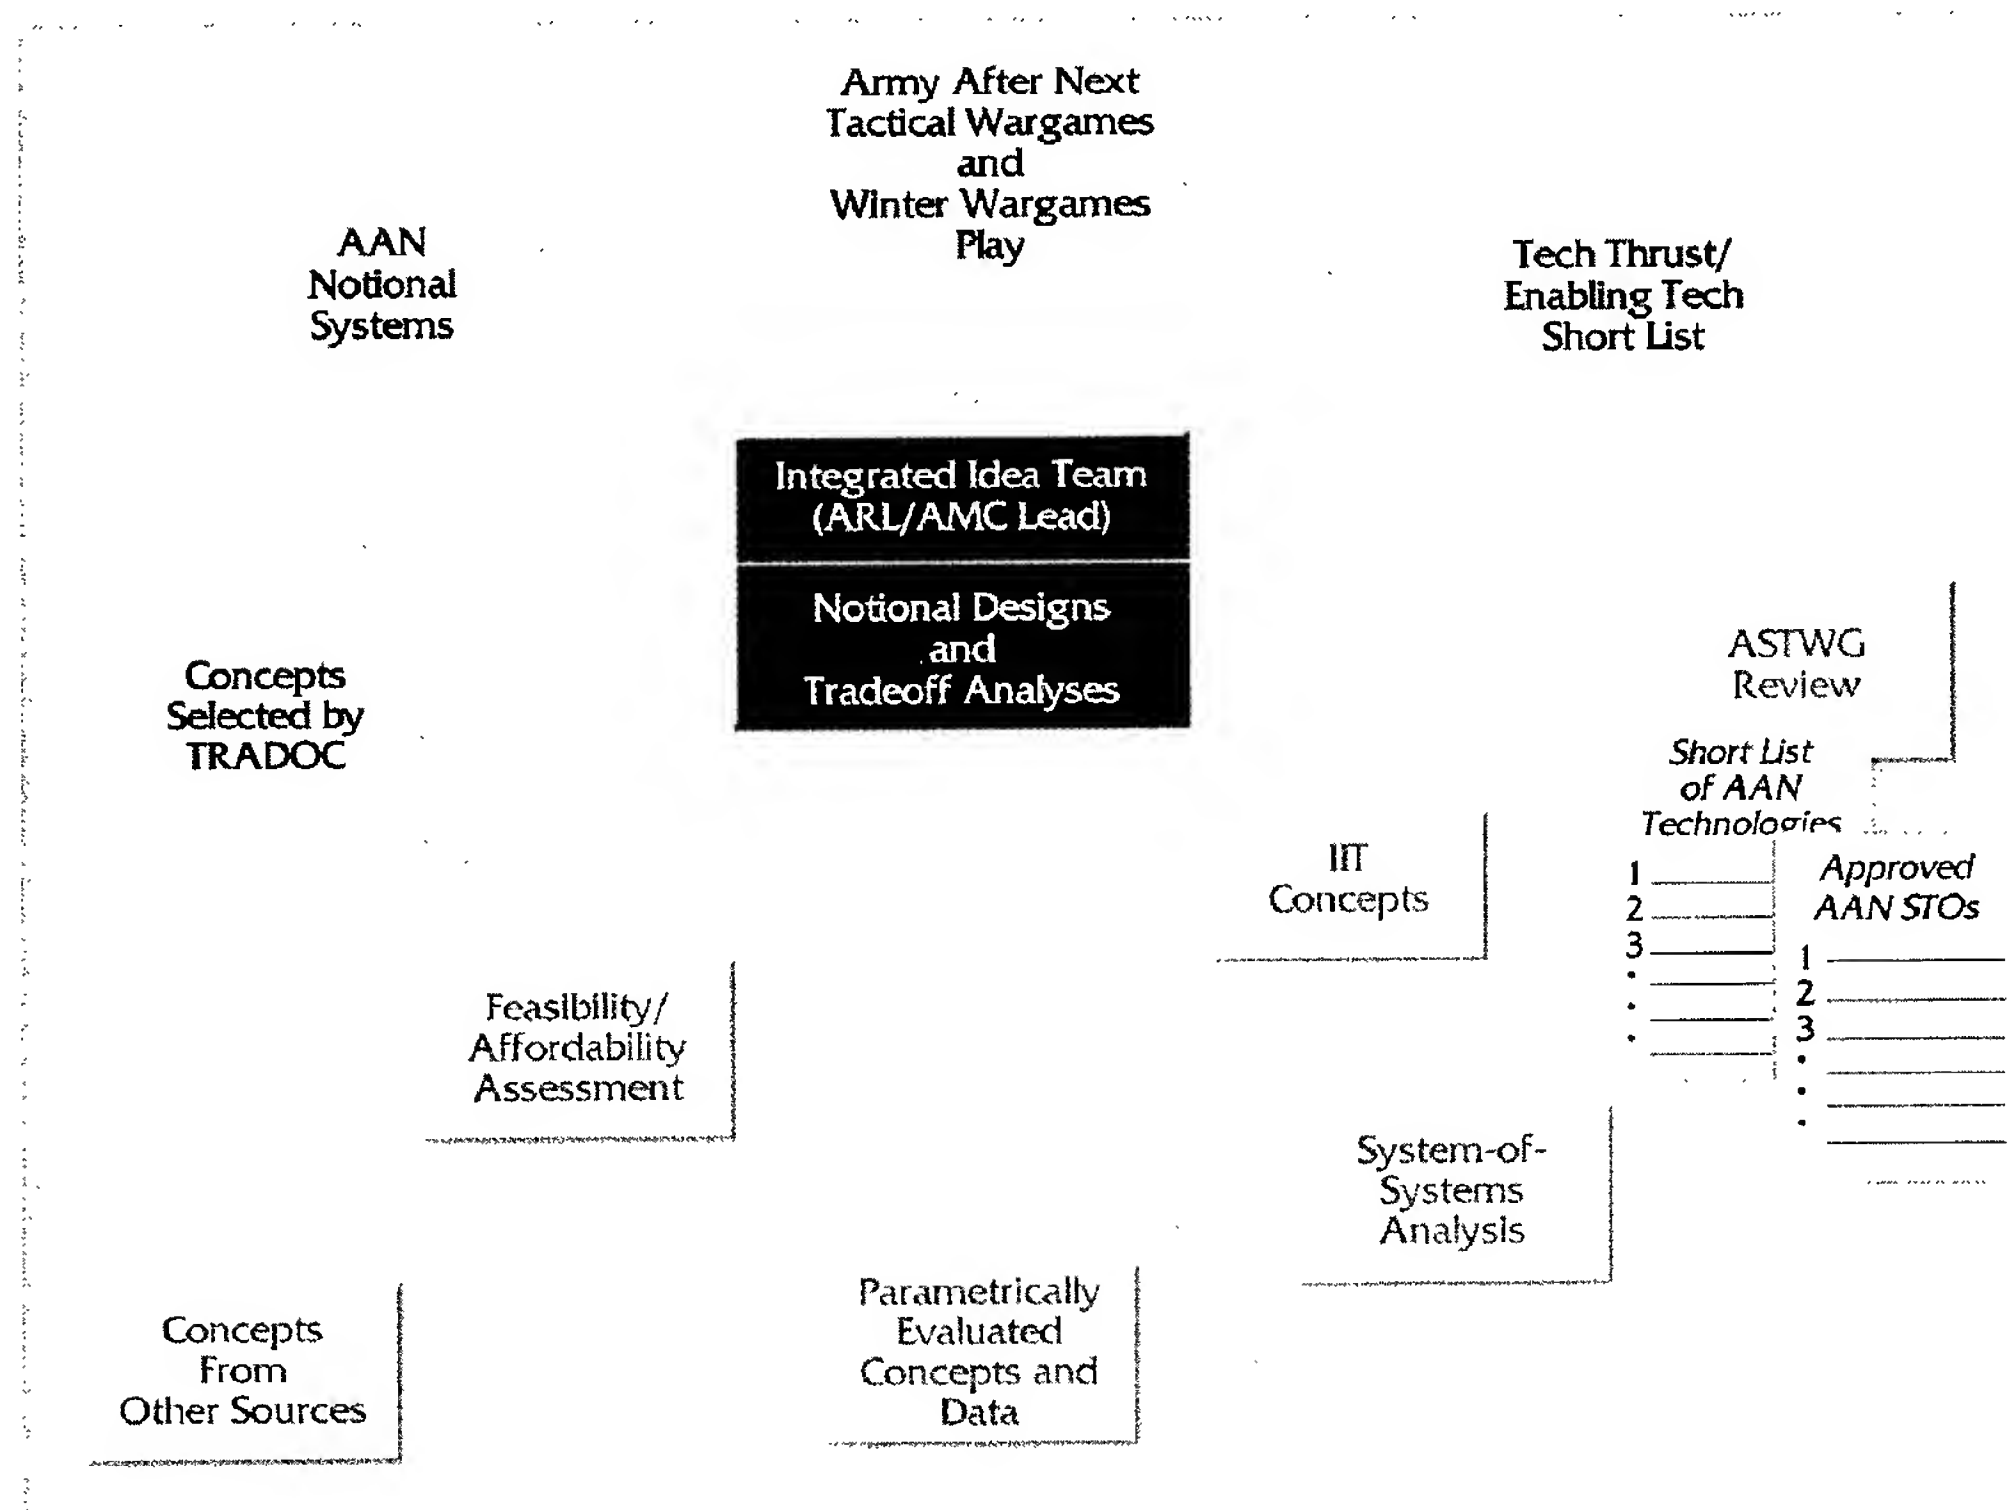 Army After Next
Tactical Wargames
and
Winter Wargames
Play
AAN
Notional
Systems
Tech Thrust/
Enabling Tech
Short List
Integrated Idea Team
(ARL/AMC Lead)
Notional Designs
and
Tradeoff Analyses
Concepts
Selected by
TRADOC
ASTWG
Review
Short List
of AAN
Technologies
1
2
3
•
•
•
Approved
AAN STOs
1
2
3
•
•
•
IIT
Concepts
Feasibility/
Affordability
Assessment
System-of-
Systems
Analysis
Parametrically
Evaluated
Concepts and
Data
Concepts
From
Other Sources